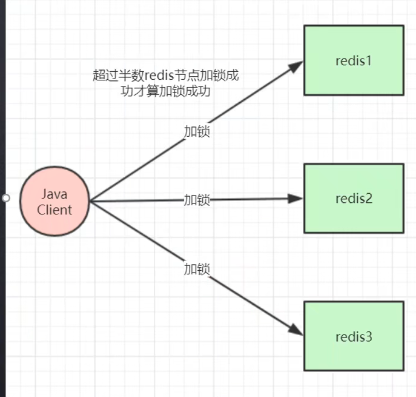 redis1
超过半数redis节点加锁成
功才算加锁成功
加锁
Java
Client
加锁
redis2
加锁
redis3